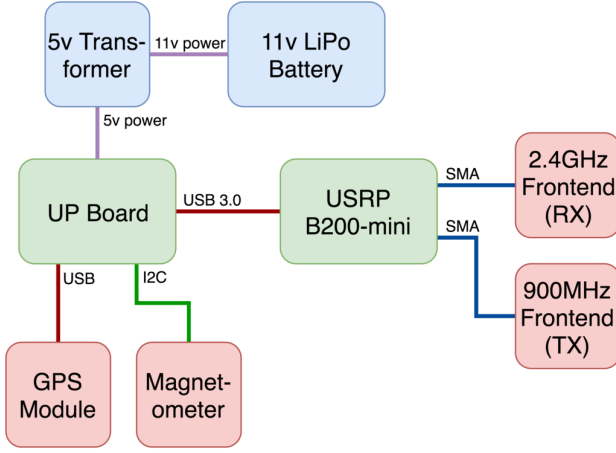 5v Trans-
former
11v power
11v LiPo
Battery
5v power
UP Board
USB 3.0
USRP
B200-mini
SMA
2.4GHz
Frontend
(RX)
SMA
900MHz
Frontend
(TX)
USB
I2C
GPS
Module
Magnet-
ometer